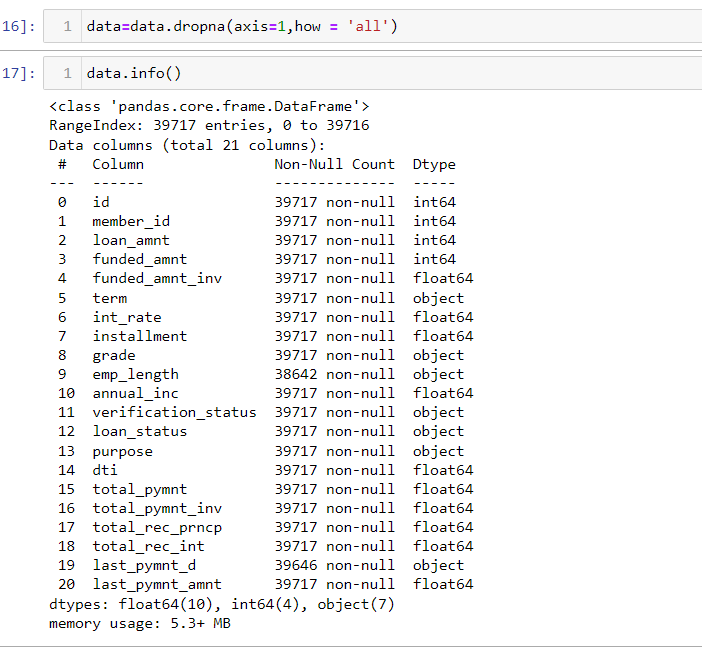 16]: 1 data=data.dropna(axis=1,how = 'all')
17]: 1 data.info()
<class 'pandas.core.frame.DataFrame'>
RangeIndex: 39717 entries, 0 to 39716
Data columns (total 21 columns):
 #   Column               Non-Null Count  Dtype
---  ------               --------------  -----
 0   id                   39717 non-null  int64
 1   member_id            39717 non-null  int64
 2   loan_amnt            39717 non-null  int64
 3   funded_amnt          39717 non-null  int64
 4   funded_amnt_inv      39717 non-null  float64
 5   term                 39717 non-null  object
 6   int_rate             39717 non-null  float64
 7   installment          39717 non-null  float64
 8   grade                39717 non-null  object
 9   emp_length           38642 non-null  object
 10  annual_inc           39717 non-null  float64
 11  verification_status  39717 non-null  object
 12  loan_status          39717 non-null  object
 13  purpose              39717 non-null  object
 14  dti                  39717 non-null  float64
 15  total_pymnt          39717 non-null  float64
 16  total_pymnt_inv      39717 non-null  float64
 17  total_rec_prncp      39717 non-null  float64
 18  total_rec_int        39717 non-null  float64
 19  last_pymnt_d         39646 non-null  object
 20  last_pymnt_amnt      39717 non-null  float64
dtypes: float64(10), int64(4), object(7)
memory usage: 5.3+ MB